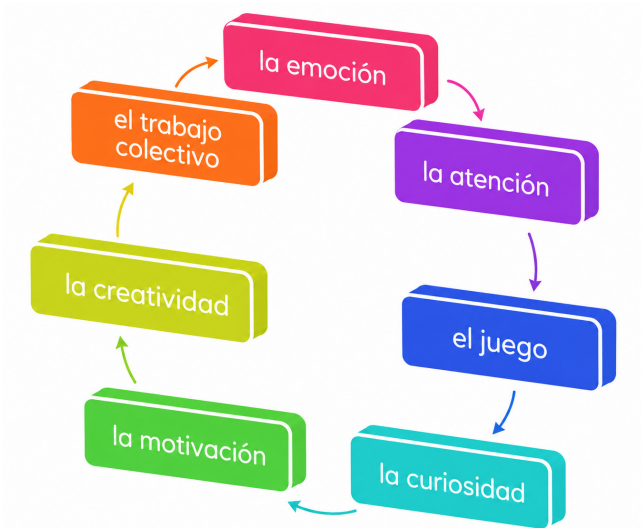 la emoción
la atención
el juego
la curiosidad
la motivación
la creatividad
el trabajo
colectivo